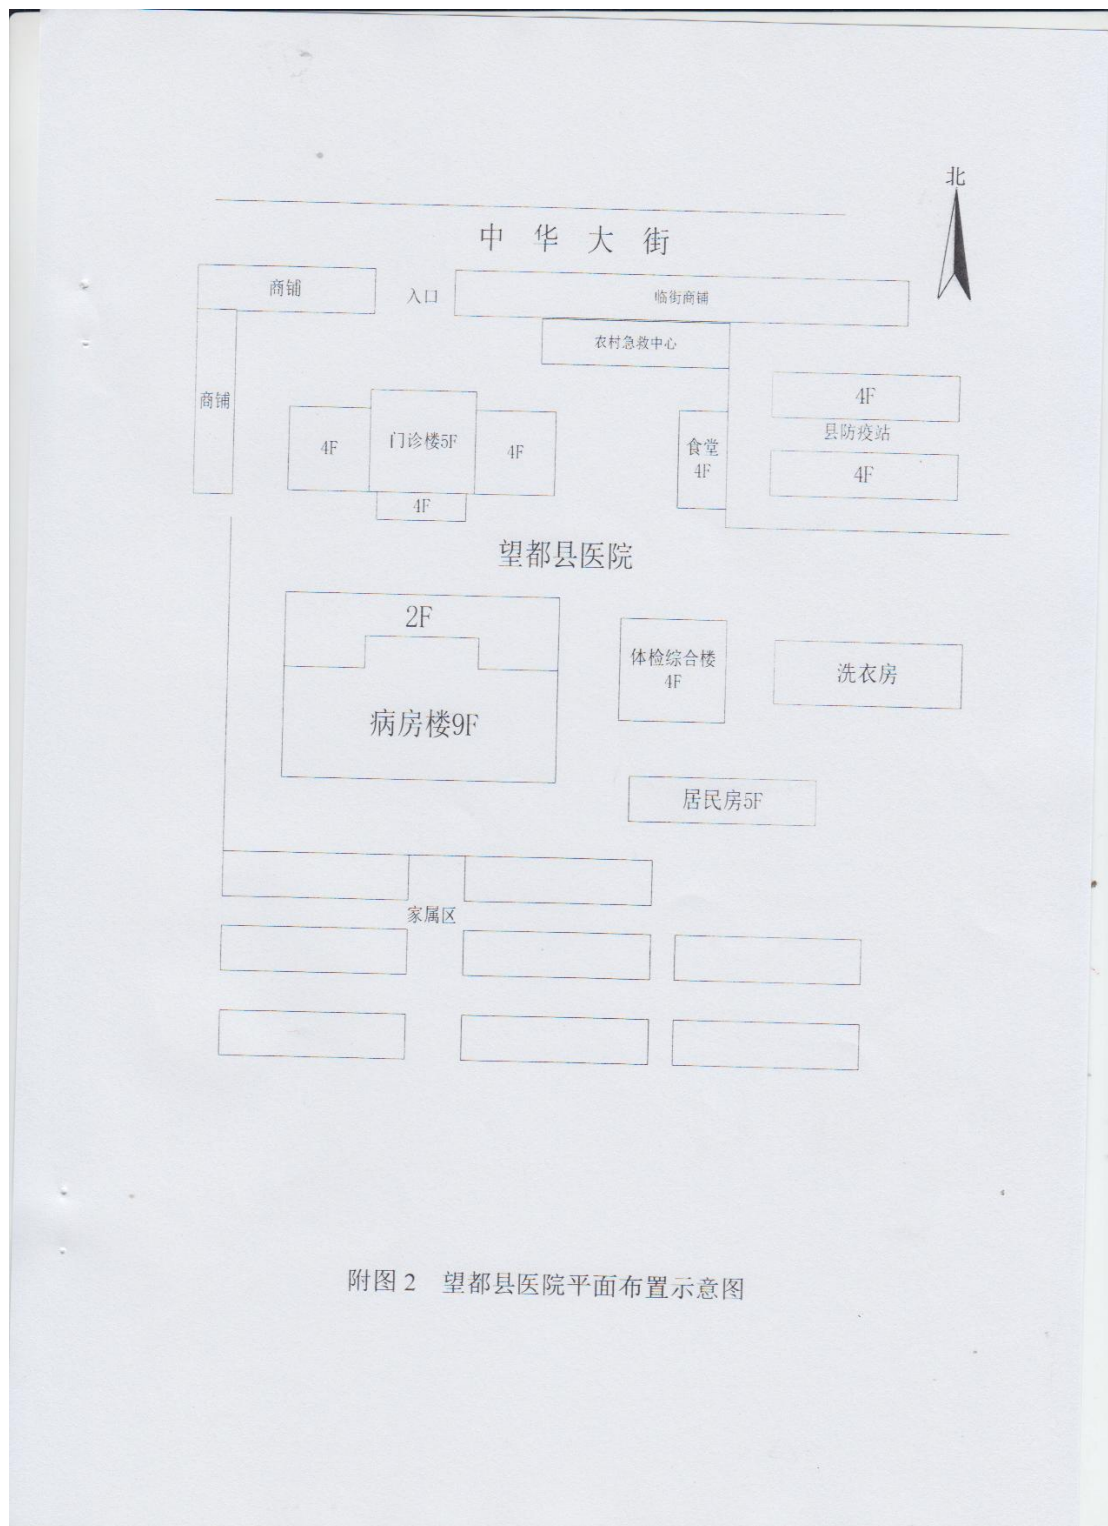 北
中华大街
商铺
入口
临街商铺
农村急救中心
商铺
4F
门诊楼5F
4F
4F
食堂
4F
4F
县防疫站
4F
望都县医院
2F
病房楼9F
体检综合楼
4F
洗衣房
居民房5F
家属区
附图 2 望都县医院平面布置示意图